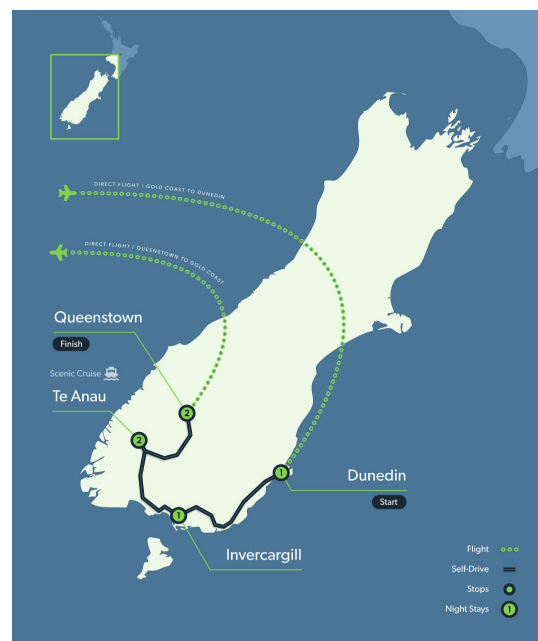 DIRECT FLIGHT | GOLD COAST TO DUNEDIN
DIRECT FLIGHT | QUEENSTOWN TO GOLD COAST
Queenstown
Finish
Scenic Cruise
Te Anau
2
2
1
1
Dunedin
Start
Invercargill
Flight
Self-Drive
Stops
Night Stays
1